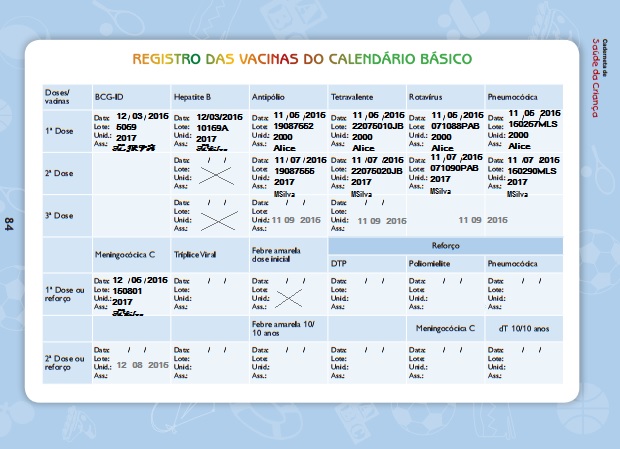 Caderneta de
Saúde da Criança
REGISTRO DAS VACINAS DO CALENDÁRIO BÁSICO
Doses/ vacinas BCG-ID Hepatite B Antipólio Tetravalente Rotavírus Pneumocócica
1ª Dose
Data: 12/03/2016 Data: 12/03/2016 Data: 11/05/2016 Data: 11/05/2016 Data: 11/05/2016 Data: 11/05/2016
Lote: 5069 Lote: 10169A Lote: 19087552 Lote: 22075010JB Lote: 071088PAB Lote: 160257MLS
Unid.: 2017 Unid.: 2017 Unid.: 2000 Unid.: 2000 Unid.: 2000 Unid.: 2000
Ass.: Ass.: Ass.: Alice Ass.: Alice Ass.: Alice Ass.: Alice
2ª Dose
Data: / / Data: 11/07/2016 Data: 11/07/2016 Data: 11/07/2016 Data: 11/07/2016
Lote: Lote: 19087555 Lote: 22075020JB Lote: 071090PAB Lote: 160290MLS
Unid.: Unid.: 2017 Unid.: 2017 Unid.: 2017 Unid.: 2017
Ass.: Ass.: MSilva Ass.: MSilva Ass.: MSilva Ass.: MSilva
3ª Dose
Data: / / Data: / / Data: / /
Lote: Lote: 11 09 2016 Lote: 11 09 2016 11 09 2016
Unid.: Unid.: Unid.:
Ass.: Ass.: Ass.:
84
Reforço
Meningocócica C Tríplice Viral Febre amarela dose inicial DTP Poliomielite Pneumocócica
1ª Dose ou reforço
Data: 12/05/2016 Data: / / Data: / / Data: / / Data: / / Data: / /
Lote: 150801 Lote: Lote: Lote: Lote: Lote:
Unid.: 2017 Unid.: Unid.: Unid.: Unid.: Unid.:
Ass.: Ass.: Ass.: Ass.: Ass.: Ass.:
Febre amarela 10/ 10 anos Meningocócica C dT 10/10 anos
2ª Dose ou reforço
Data: / / Data: / / Data: / / Data: / / Data: / / Data: / /
Lote: 12 08 2016 Lote: Lote: Lote: Lote: Lote:
Unid.: Unid.: Unid.: Unid.: Unid.: Unid.:
Ass.: Ass.: Ass.: Ass.: Ass.: Ass.: